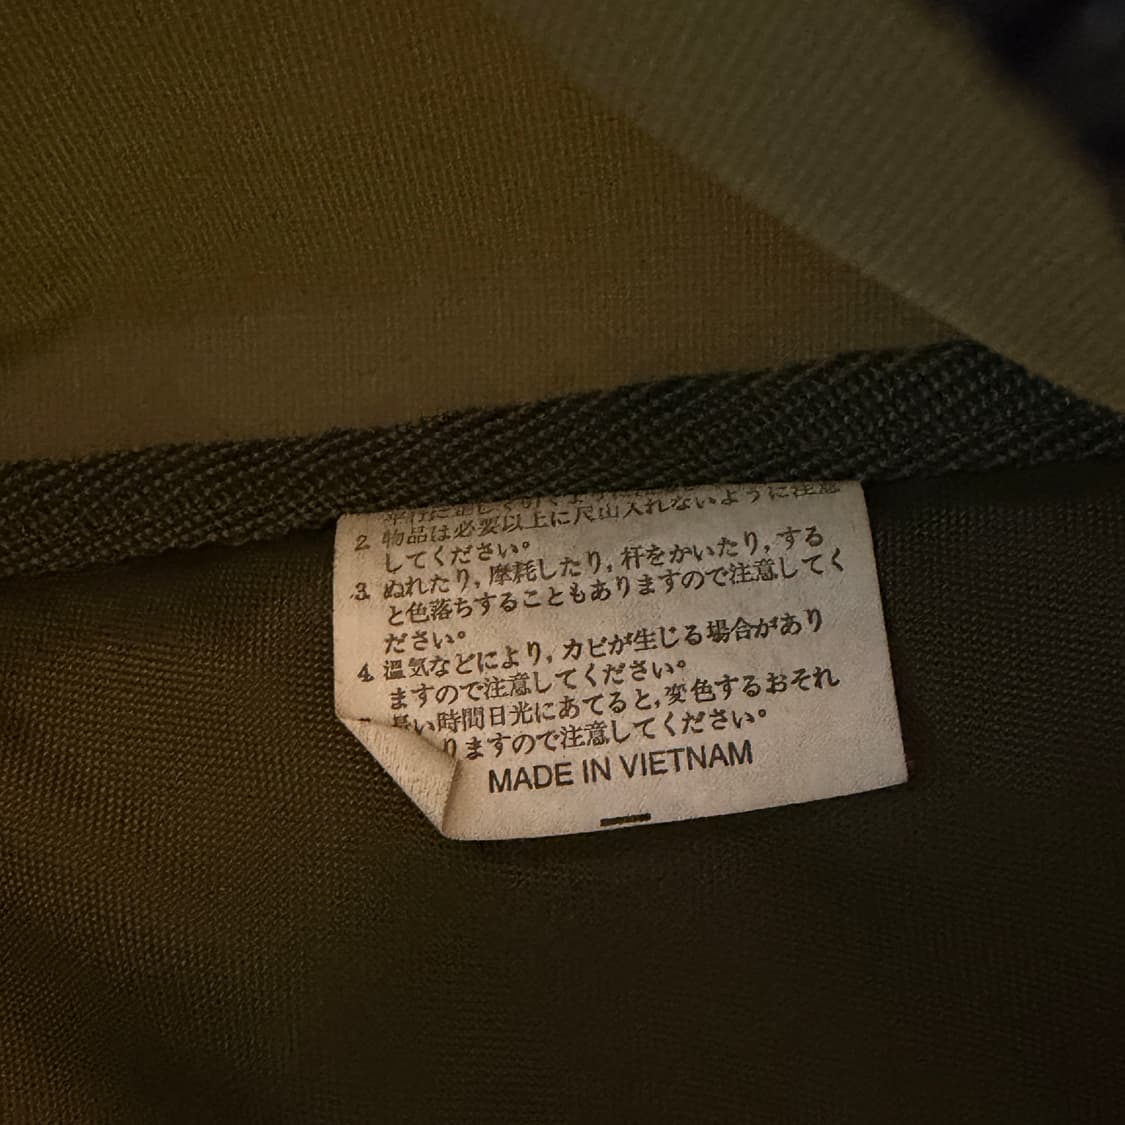 2. 物品は必要以上に尺出入れないように注意
してください。
3. ぬれたり,摩耗したり,杆をかいたり,する
と色落ちすることもありますので注意してく
ださい。
4. 溫気などにより,カビが生じる場合があり
ますので注意してください。
長い時間日光にあてると,変色するおそれ
りますので注意してください。
MADE IN VIETNAM